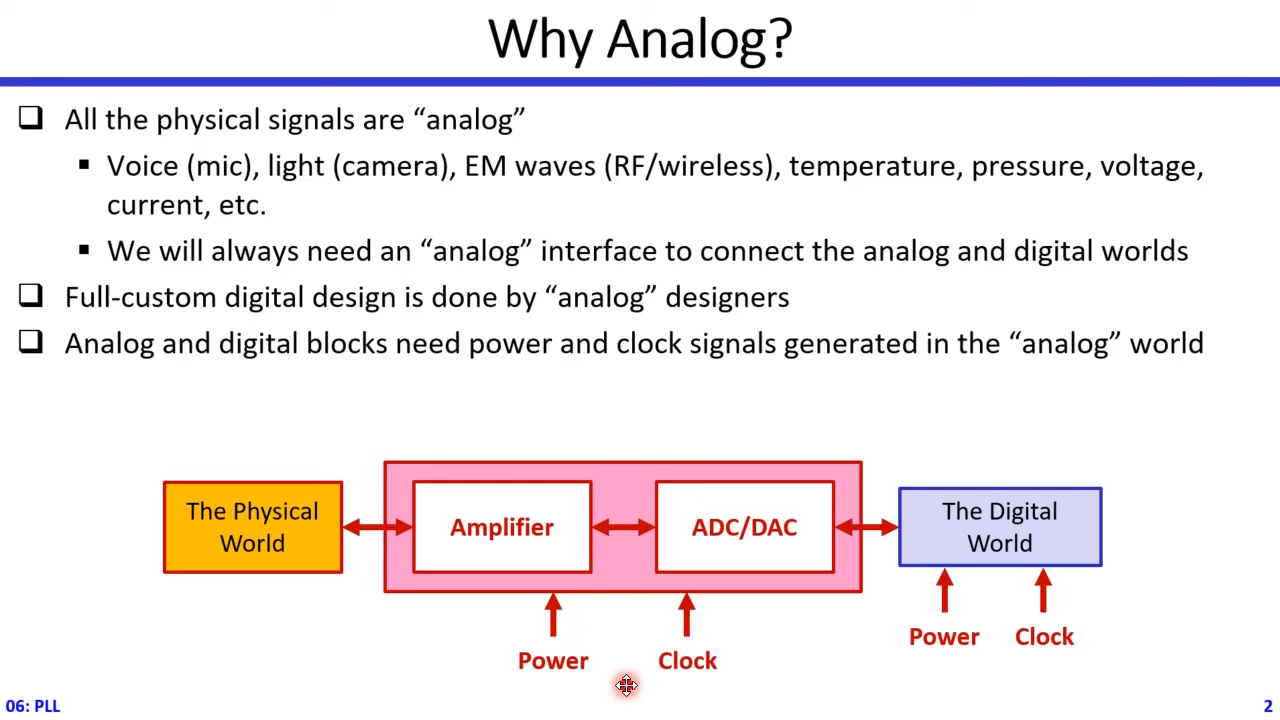 Why Analog?
❑ All the physical signals are “analog”
▪ Voice (mic), light (camera), EM waves (RF/wireless), temperature, pressure, voltage,
current, etc.
▪ We will always need an “analog” interface to connect the analog and digital worlds
❑ Full-custom digital design is done by “analog” designers
❑ Analog and digital blocks need power and clock signals generated in the “analog” world
The Physical
World
Amplifier
ADC/DAC
The Digital
World
Power
Clock
Power
Clock
06: PLL
2